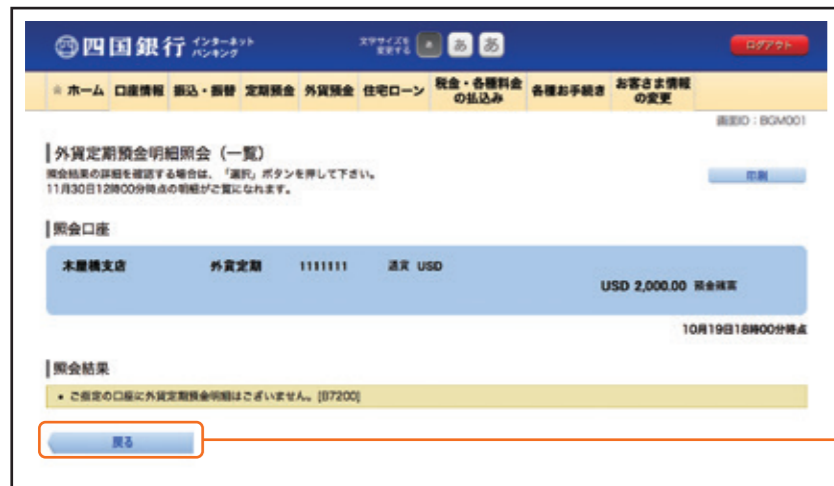 四国銀行 インターネット バンキング
文字サイズを変更する あ あ あ
ログアウト
ホーム 口座情報 振込・振替 定期預金 外貨預金 住宅ローン 税金・各種料金の払込み 各種お手続き お客さま情報の変更
画面ID：BGM001
外貨定期預金明細照会（一覧）
照会結果の詳細を確認する場合は、「選択」ボタンを押して下さい。
11月30日12時00分時点の明細がご覧になれます。
印刷
照会口座
木屋橋支店 外貨定期 1111111 通貨 USD
USD 2,000.00 預金残高
10月19日18時00分時点
照会結果
• ご指定の口座に外貨定期預金明細はございません。[B7200]
戻る